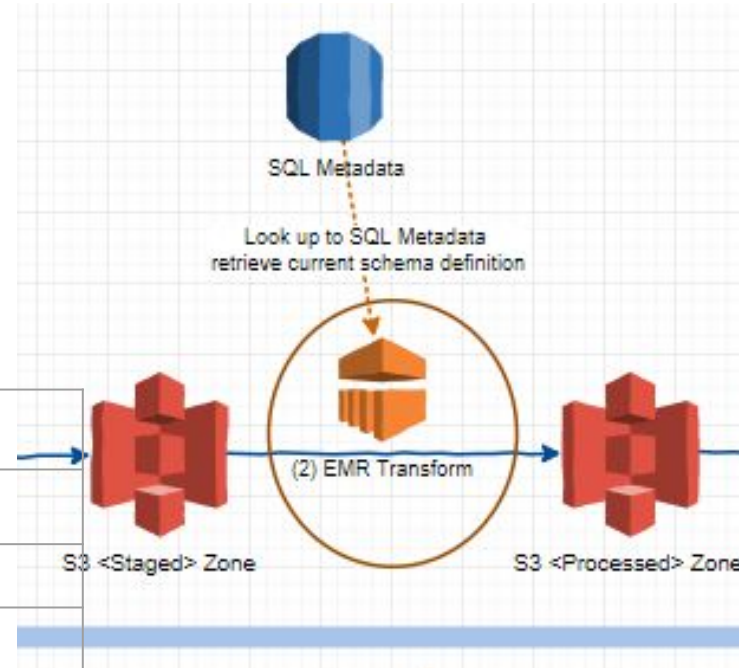 SQL Metadata
Look up to SQL Metadata
retrieve current schema definition
(2) EMR Transform
S3 <Staged> Zone
S3 <Processed> Zone